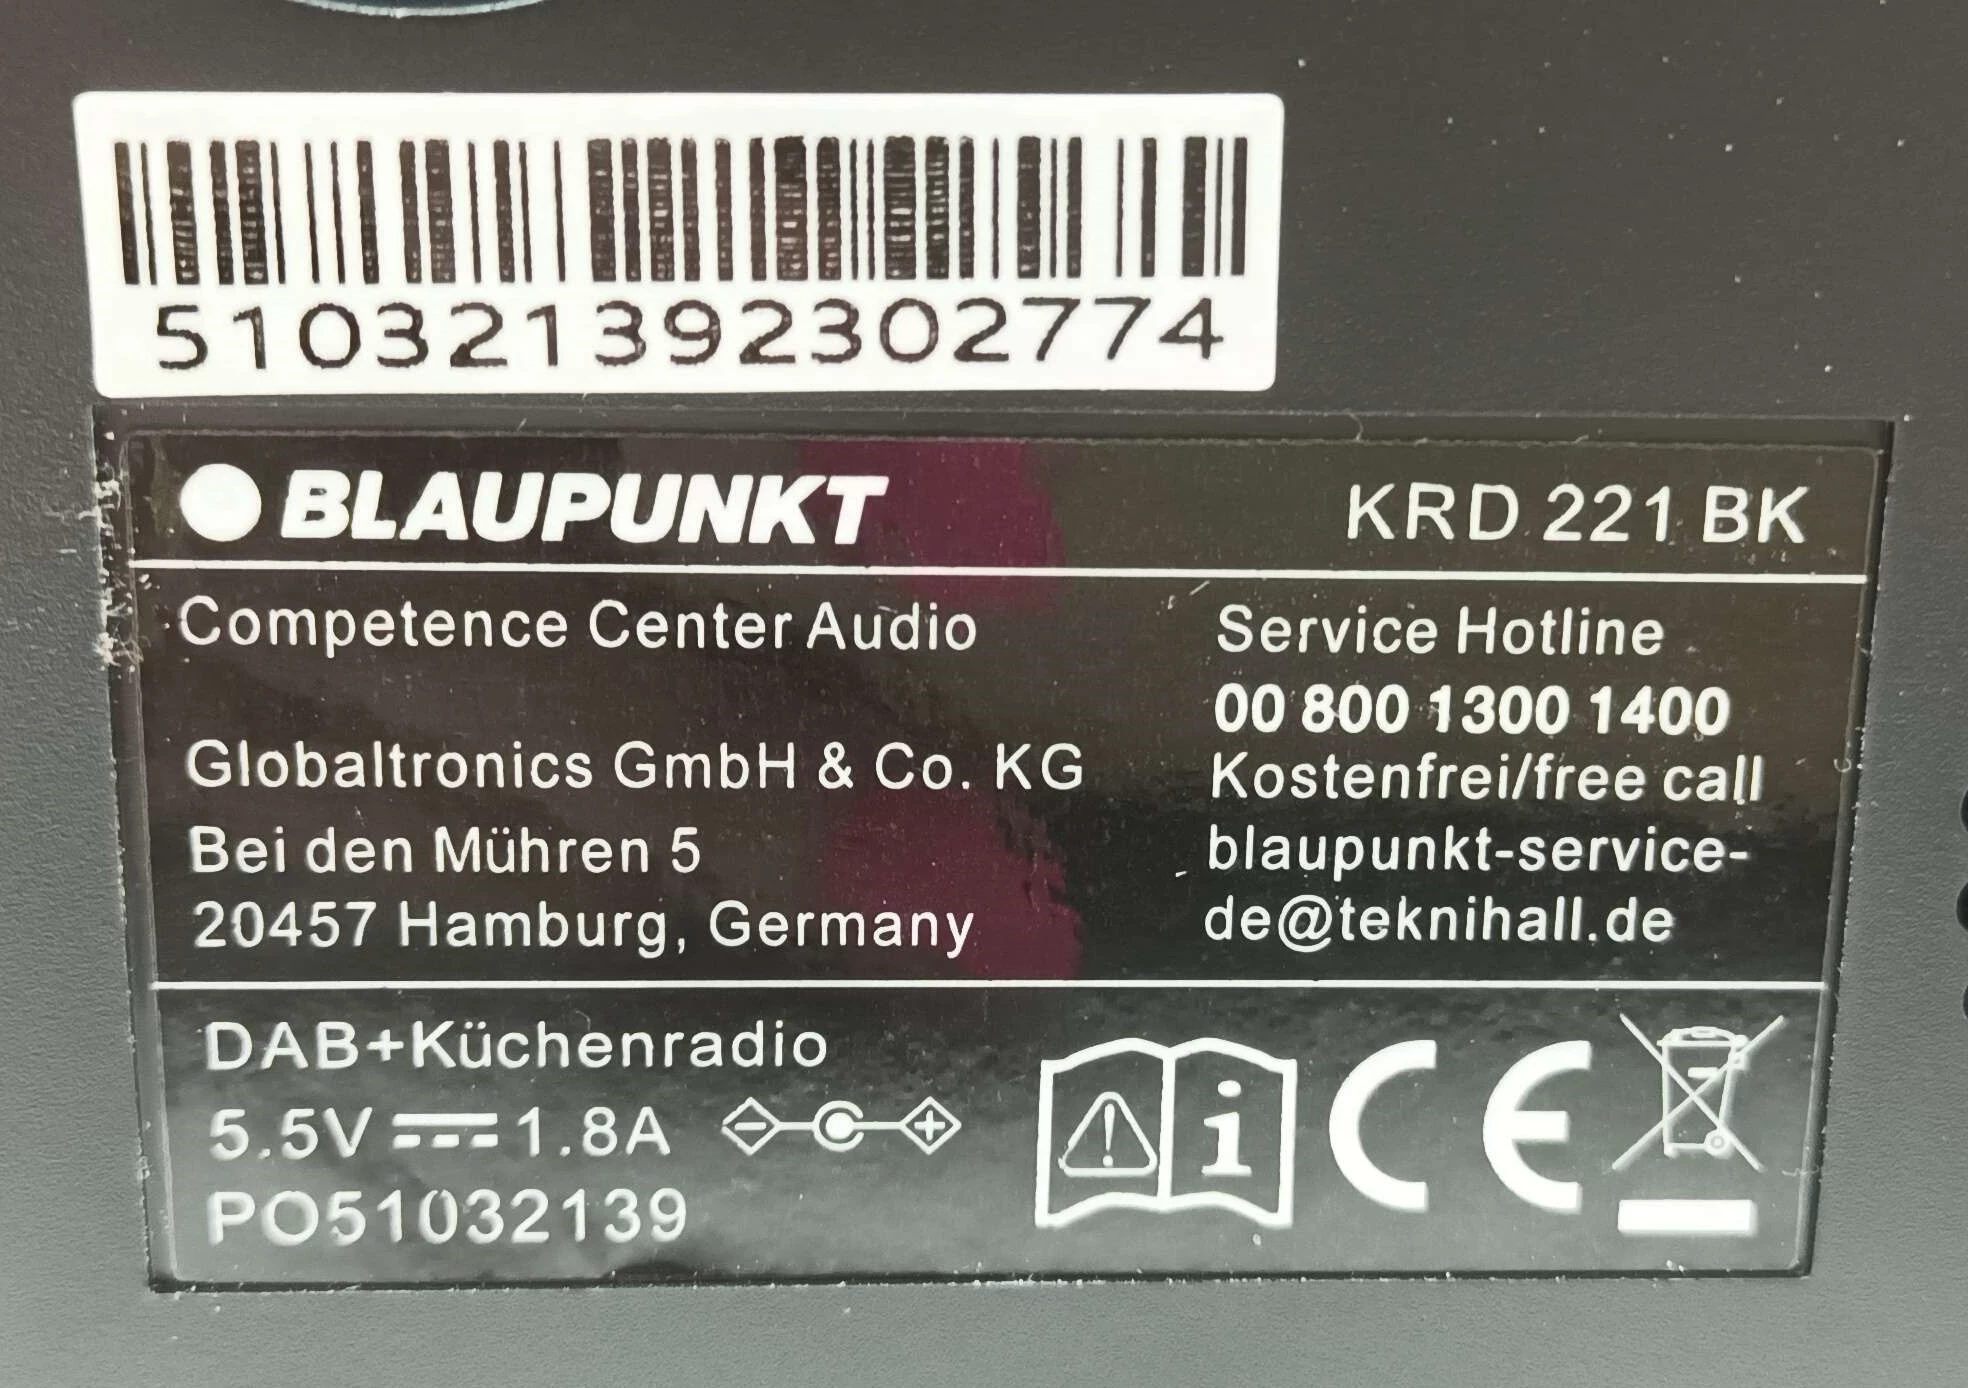 510321392302774
BLAUPUNKT
KRD 221 BK
Competence Center Audio
Globaltronics GmbH & Co. KG
Bei den Mühren 5
20457 Hamburg, Germany
Service Hotline
00 800 1300 1400
Kostenfrei/free call
blaupunkt-service-
de@teknihall.de
DAB+Küchenradio
5.5V ⎓ 1.8A
PO51032139
CE